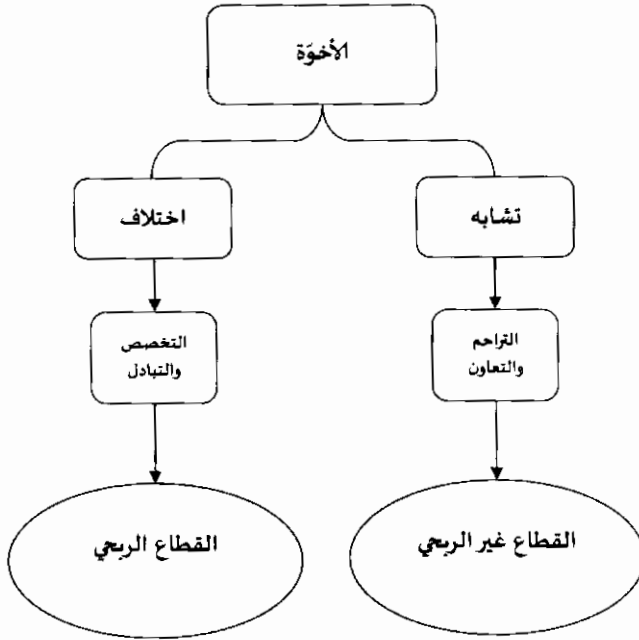 الأخوّة
تشابه
اختلاف
التراحم
والتعاون
التخصص
والتبادل
القطاع غير الربحي
القطاع الربحي